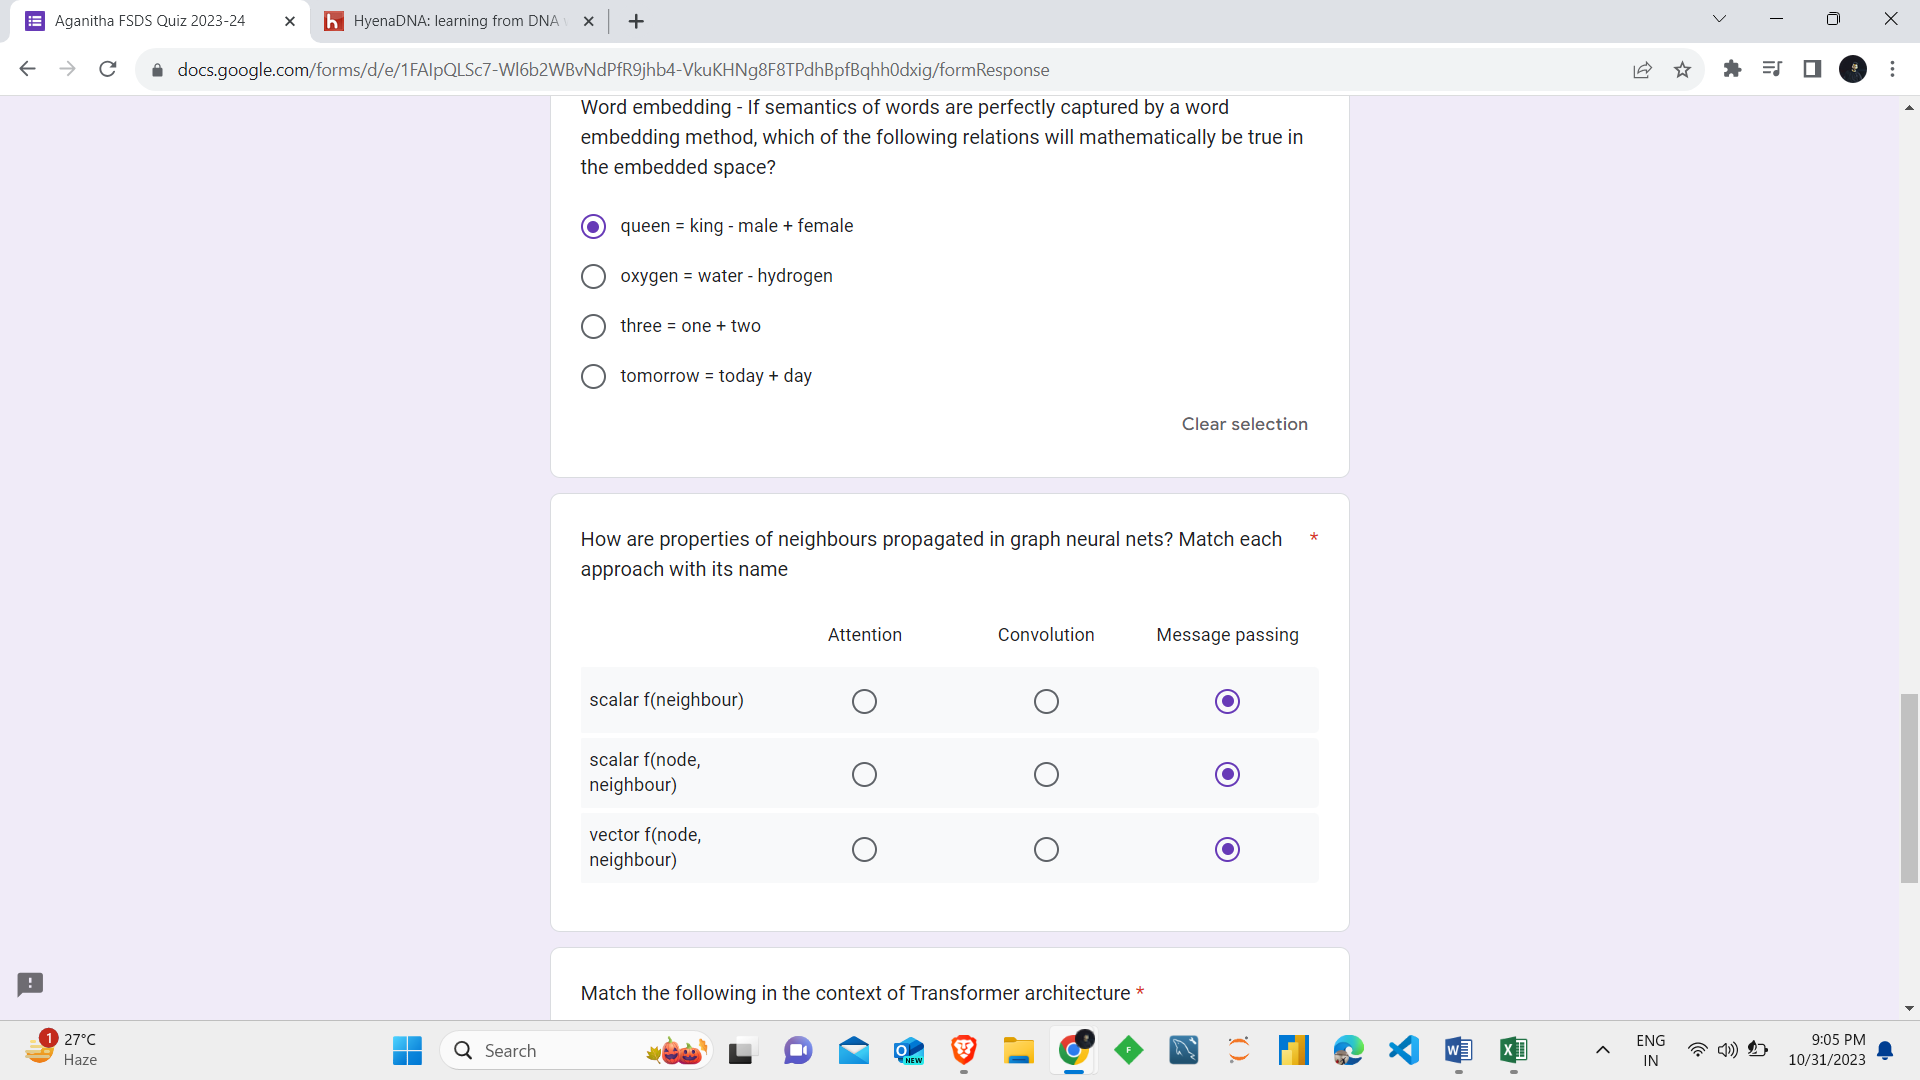 Aganitha FSDS Quiz 2023-24
HyenaDNA: learning from DNA
docs.google.com/forms/d/e/1FAIpQLSc7-Wl6b2WBvNdPfR9jhb4-VkuKHNg8F8TPdhBpfBqhh0dxig/formResponse
Word embedding - If semantics of words are perfectly captured by a word
embedding method, which of the following relations will mathematically be true in
the embedded space?
queen = king - male + female
oxygen = water - hydrogen
three = one + two
tomorrow = today + day
Clear selection
How are properties of neighbours propagated in graph neural nets? Match each *
approach with its name
Attention Convolution Message passing
scalar f(neighbour)
scalar f(node,
neighbour)
vector f(node,
neighbour)
Match the following in the context of Transformer architecture *
1
27°C
Haze
Search
NEW
ENG
IN
9:05 PM
10/31/2023